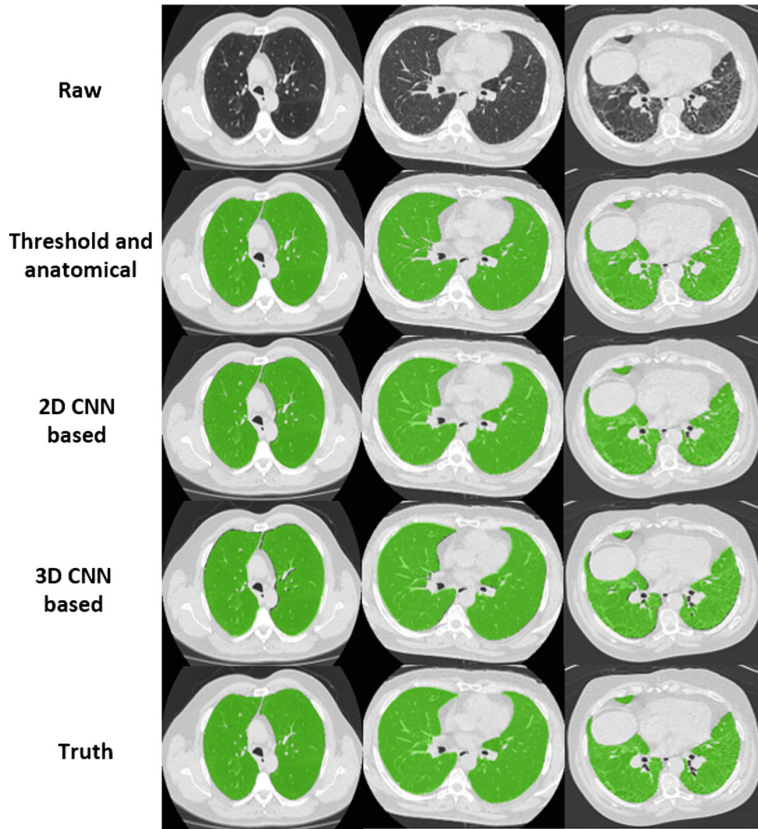 Raw
Threshold and
anatomical
2D CNN
based
3D CNN
based
Truth